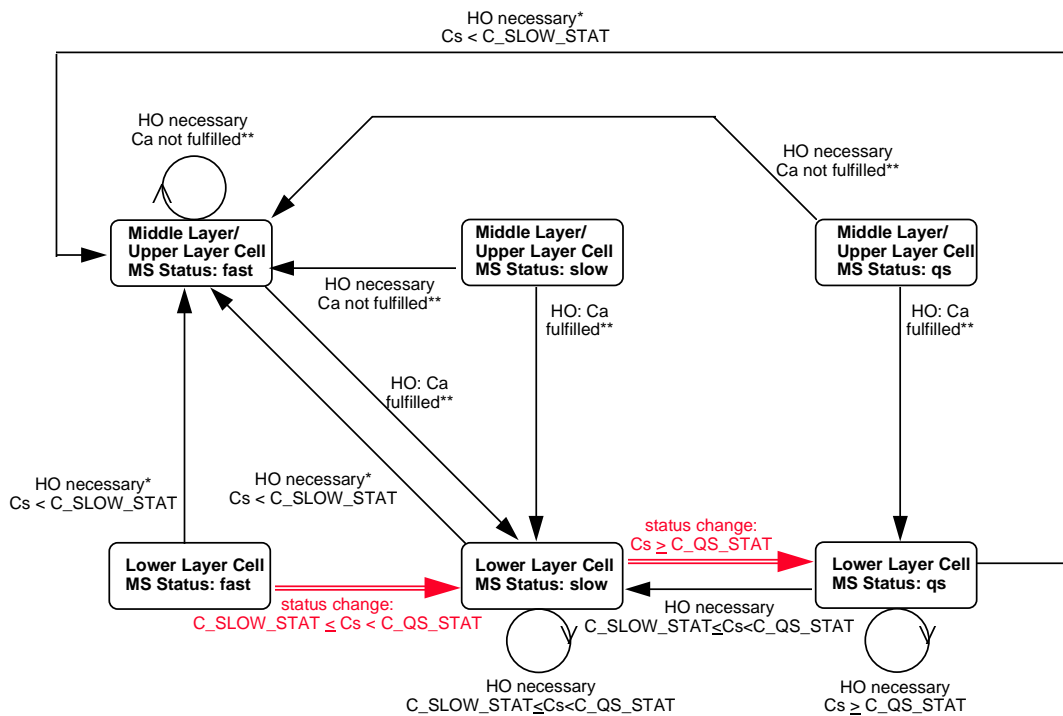 HO necessary*
Cs < C_SLOW_STAT
HO necessary
Ca not fulfilled**
HO necessary
Ca not fulfilled**
Middle Layer/
Upper Layer Cell
MS Status: fast
Middle Layer/
Upper Layer Cell
MS Status: slow
Middle Layer/
Upper Layer Cell
MS Status: qs
HO necessary
Ca not fulfilled**
HO: Ca
fulfilled**
HO: Ca
fulfilled**
HO: Ca
fulfilled**
HO necessary*
Cs < C_SLOW_STAT
HO necessary*
Cs < C_SLOW_STAT
status change:
Cs ≥ C_QS_STAT
Lower Layer Cell
MS Status: fast
Lower Layer Cell
MS Status: slow
Lower Layer Cell
MS Status: qs
status change:
C_SLOW_STAT ≤ Cs < C_QS_STAT
HO necessary
C_SLOW_STAT≤Cs<C_QS_STAT
HO necessary
C_SLOW_STAT≤Cs<C_QS_STAT
HO necessary
Cs ≥ C_QS_STAT